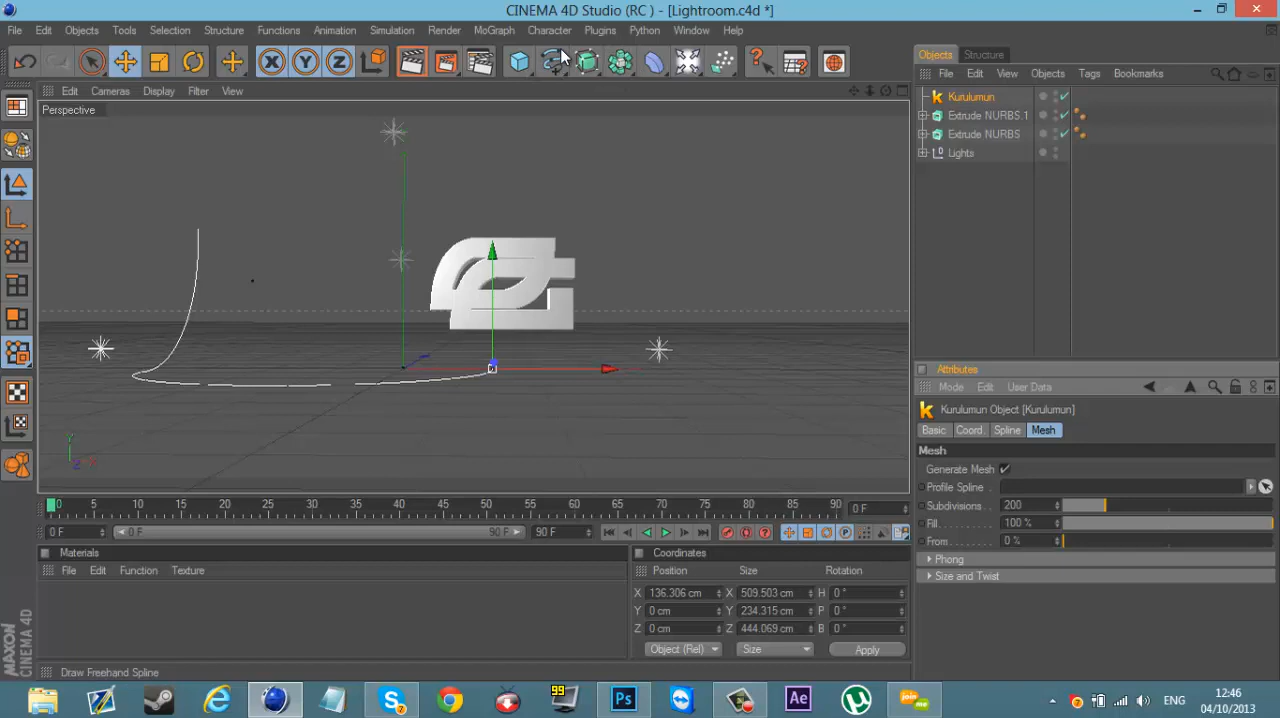 CINEMA 4D Studio (RC ) - [Lightroom.c4d *]
File Edit Objects Tools Selection Structure Functions Animation Simulation Render MoGraph Character Plugins Python Window Help
X Y Z
Objects Structure
File Edit View Objects Tags Bookmarks
Edit Cameras Display Filter View
Perspective
Kurulumun
Extrude NURBS.1
Extrude NURBS
Lights
Attributes
Mode Edit User Data
Kurulumun Object [Kurulumun]
Basic Coord. Spline Mesh
Mesh
Generate Mesh
Profile Spline
Subdivisions 200
Fill 100 %
From 0 %
Phong
Size and Twist
Y
Z X
0 5 10 15 20 25 30 35 40 45 50 55 60 65 70 75 80 85 90 0 F
0 F 0 F 90 F 90 F
Materials
File Edit Function Texture
Coordinates
Position Size Rotation
X 136.306 cm X 509.503 cm H 0 °
Y 0 cm Y 234.315 cm P 0 °
Z 0 cm Z 444.069 cm B 0 °
Object (Rel) Size Apply
MAXON CINEMA 4D
Draw Freehand Spline
99 Ps Ae join.me ENG
12:46
04/10/2013